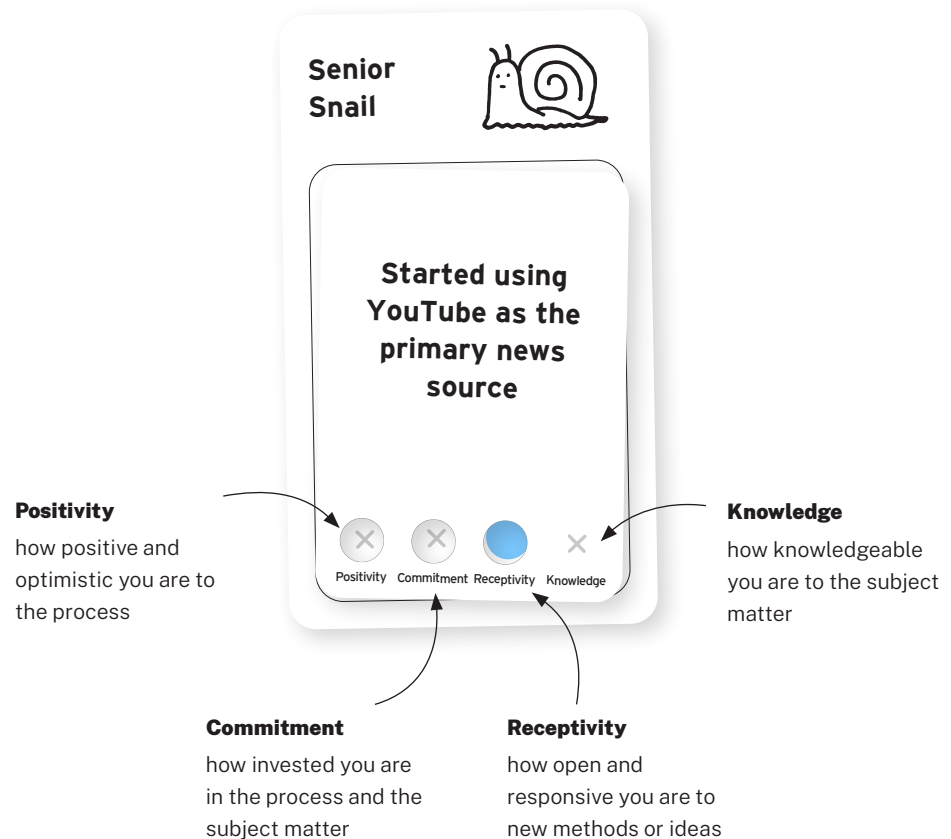 Senior
Snail
Started using
YouTube as the
primary news
source
Positivity
Commitment
Receptivity
Knowledge
Positivity
how positive and
optimistic you are to
the process
Knowledge
how knowledgeable
you are to the subject
matter
Commitment
how invested you are
in the process and the
subject matter
Receptivity
how open and
responsive you are to
new methods or ideas